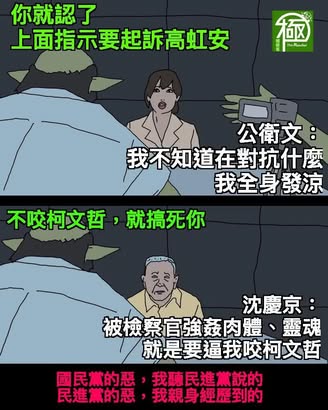 你就認了
上面指示要起訴高虹安
極
公衛文：
我不知道在對抗什麼
我全身發涼
不咬柯文哲，就搞死你
沈慶京：
被檢察官強姦肉體、靈魂
就是要逼我咬柯文哲
國民黨的惡，我聽民進黨說的
民進黨的惡，我親身經歷到的